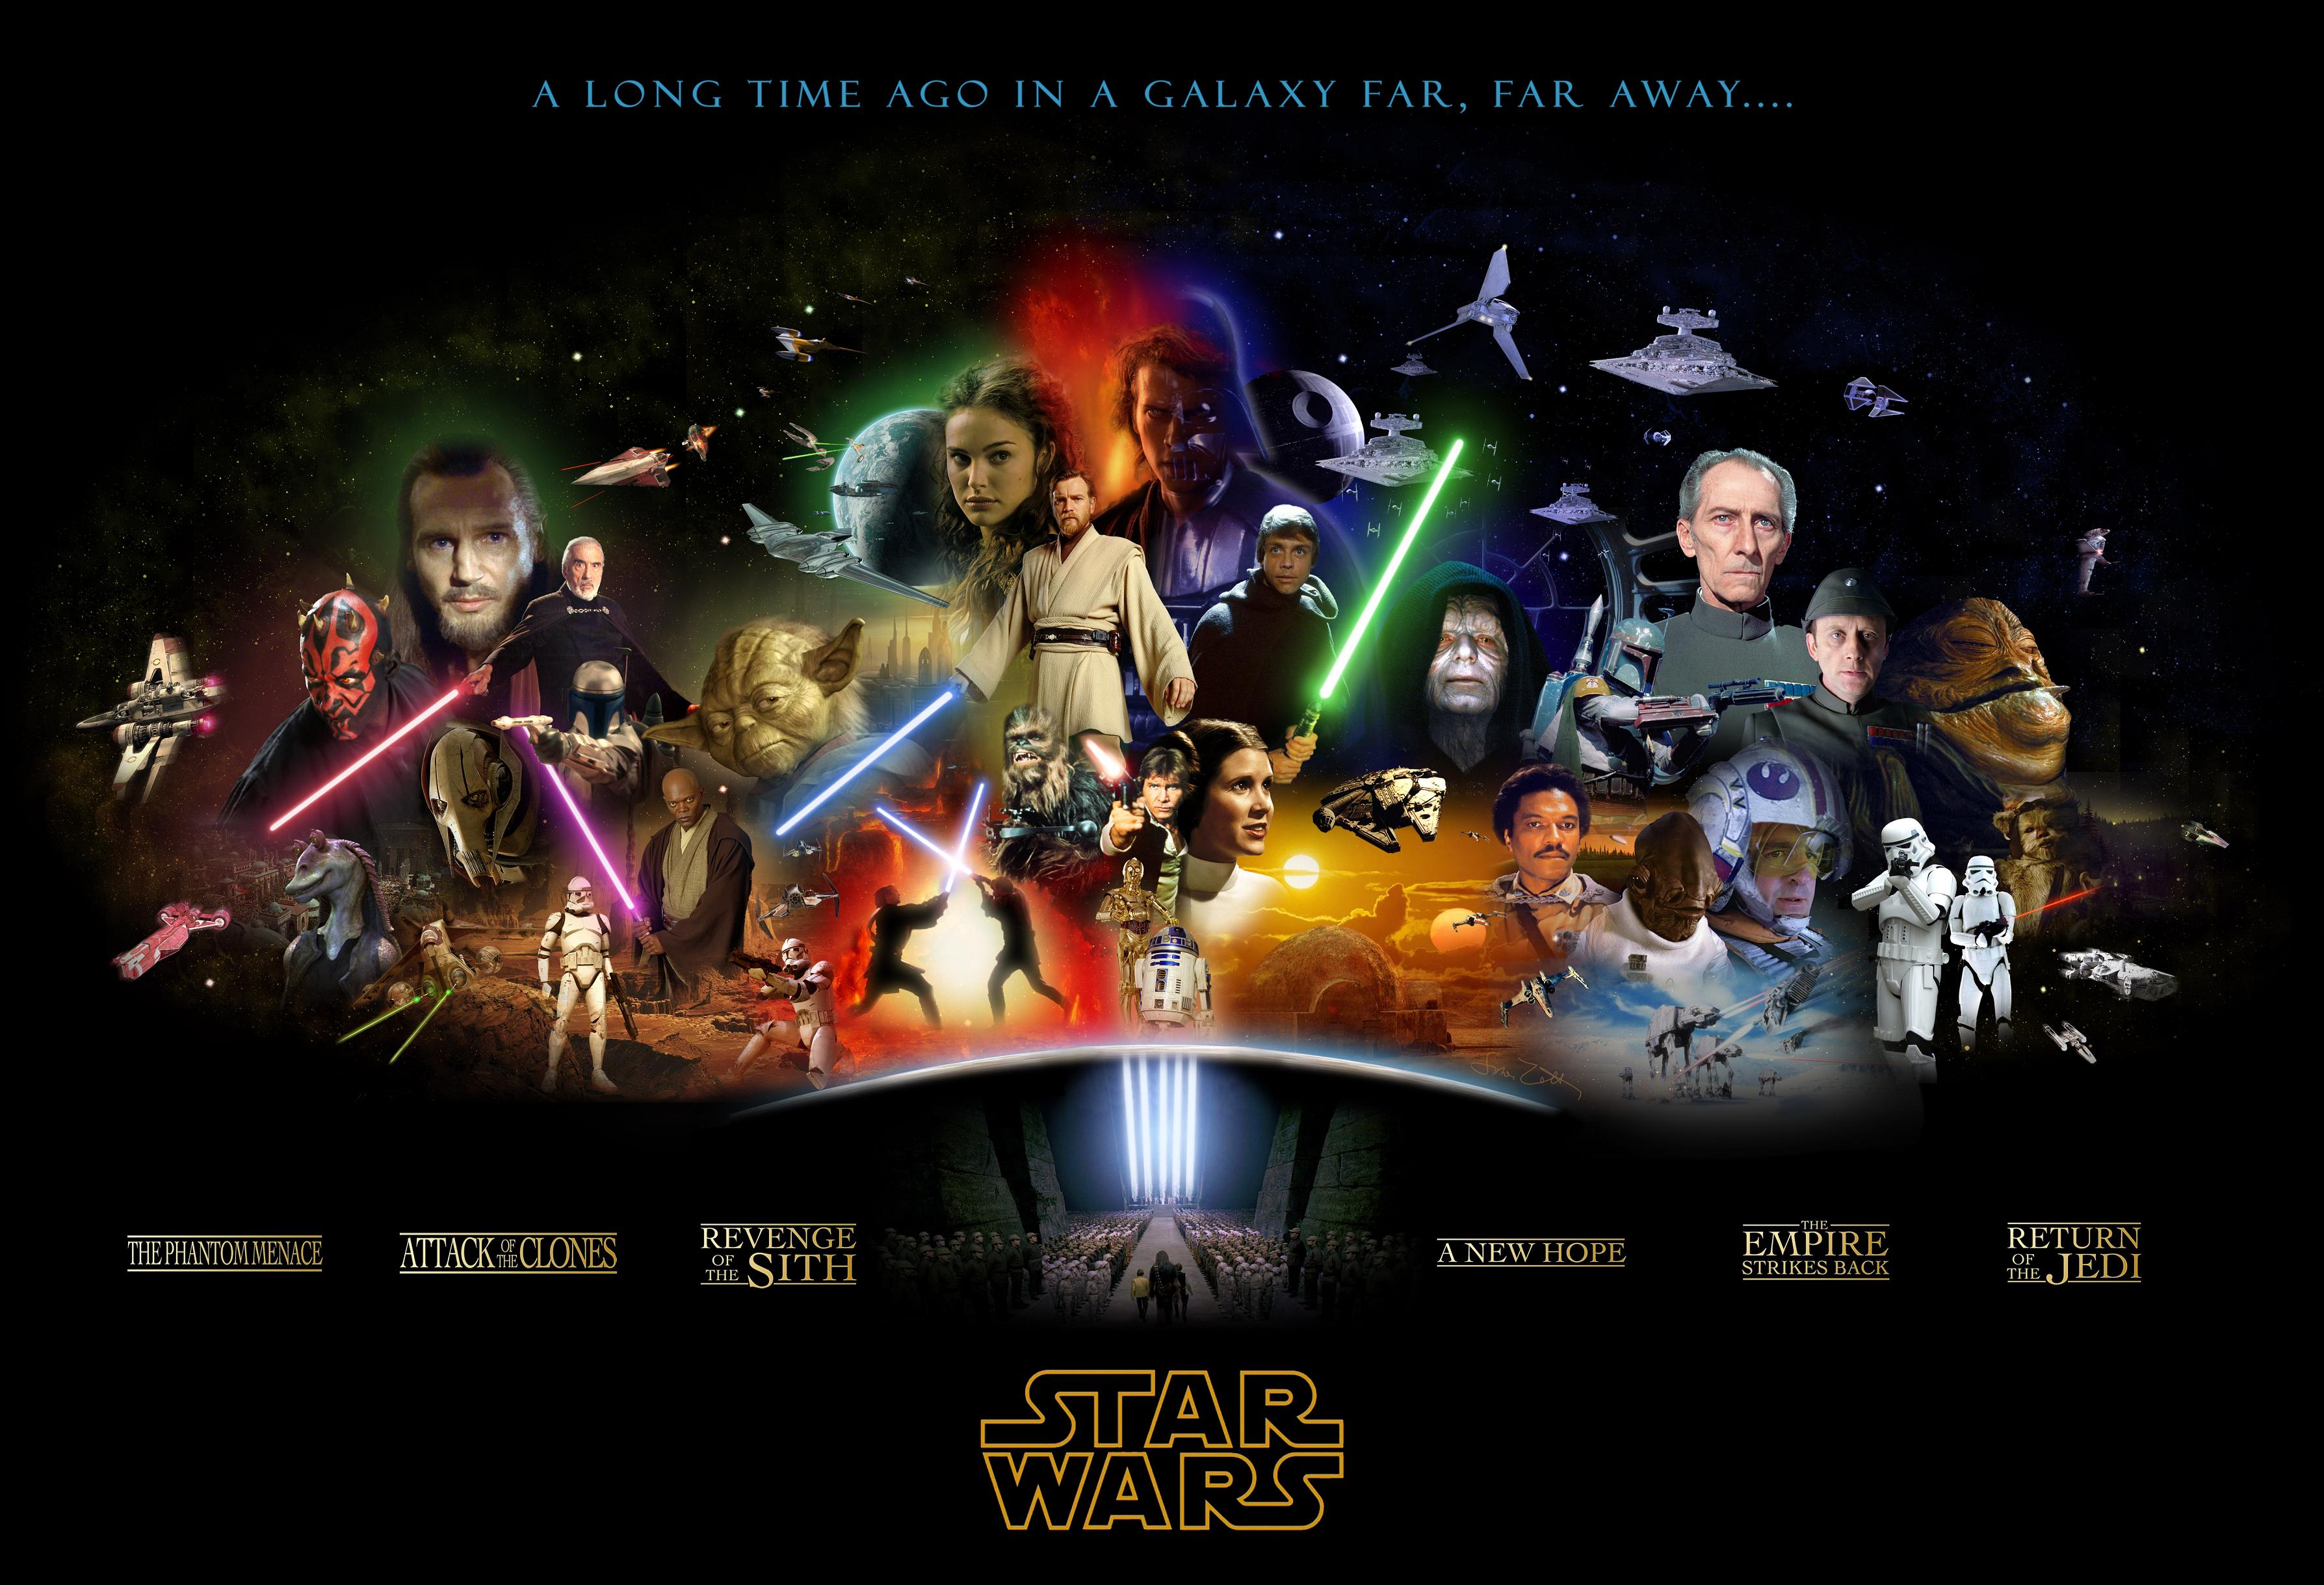 A LONG TIME AGO IN A GALAXY FAR, FAR AWAY....
THE PHANTOM MENACE
ATTACK OF THE CLONES
REVENGE
OF THE SITH
A NEW HOPE
THE
EMPIRE
STRIKES BACK
RETURN
OF THE JEDI
STAR
WARS